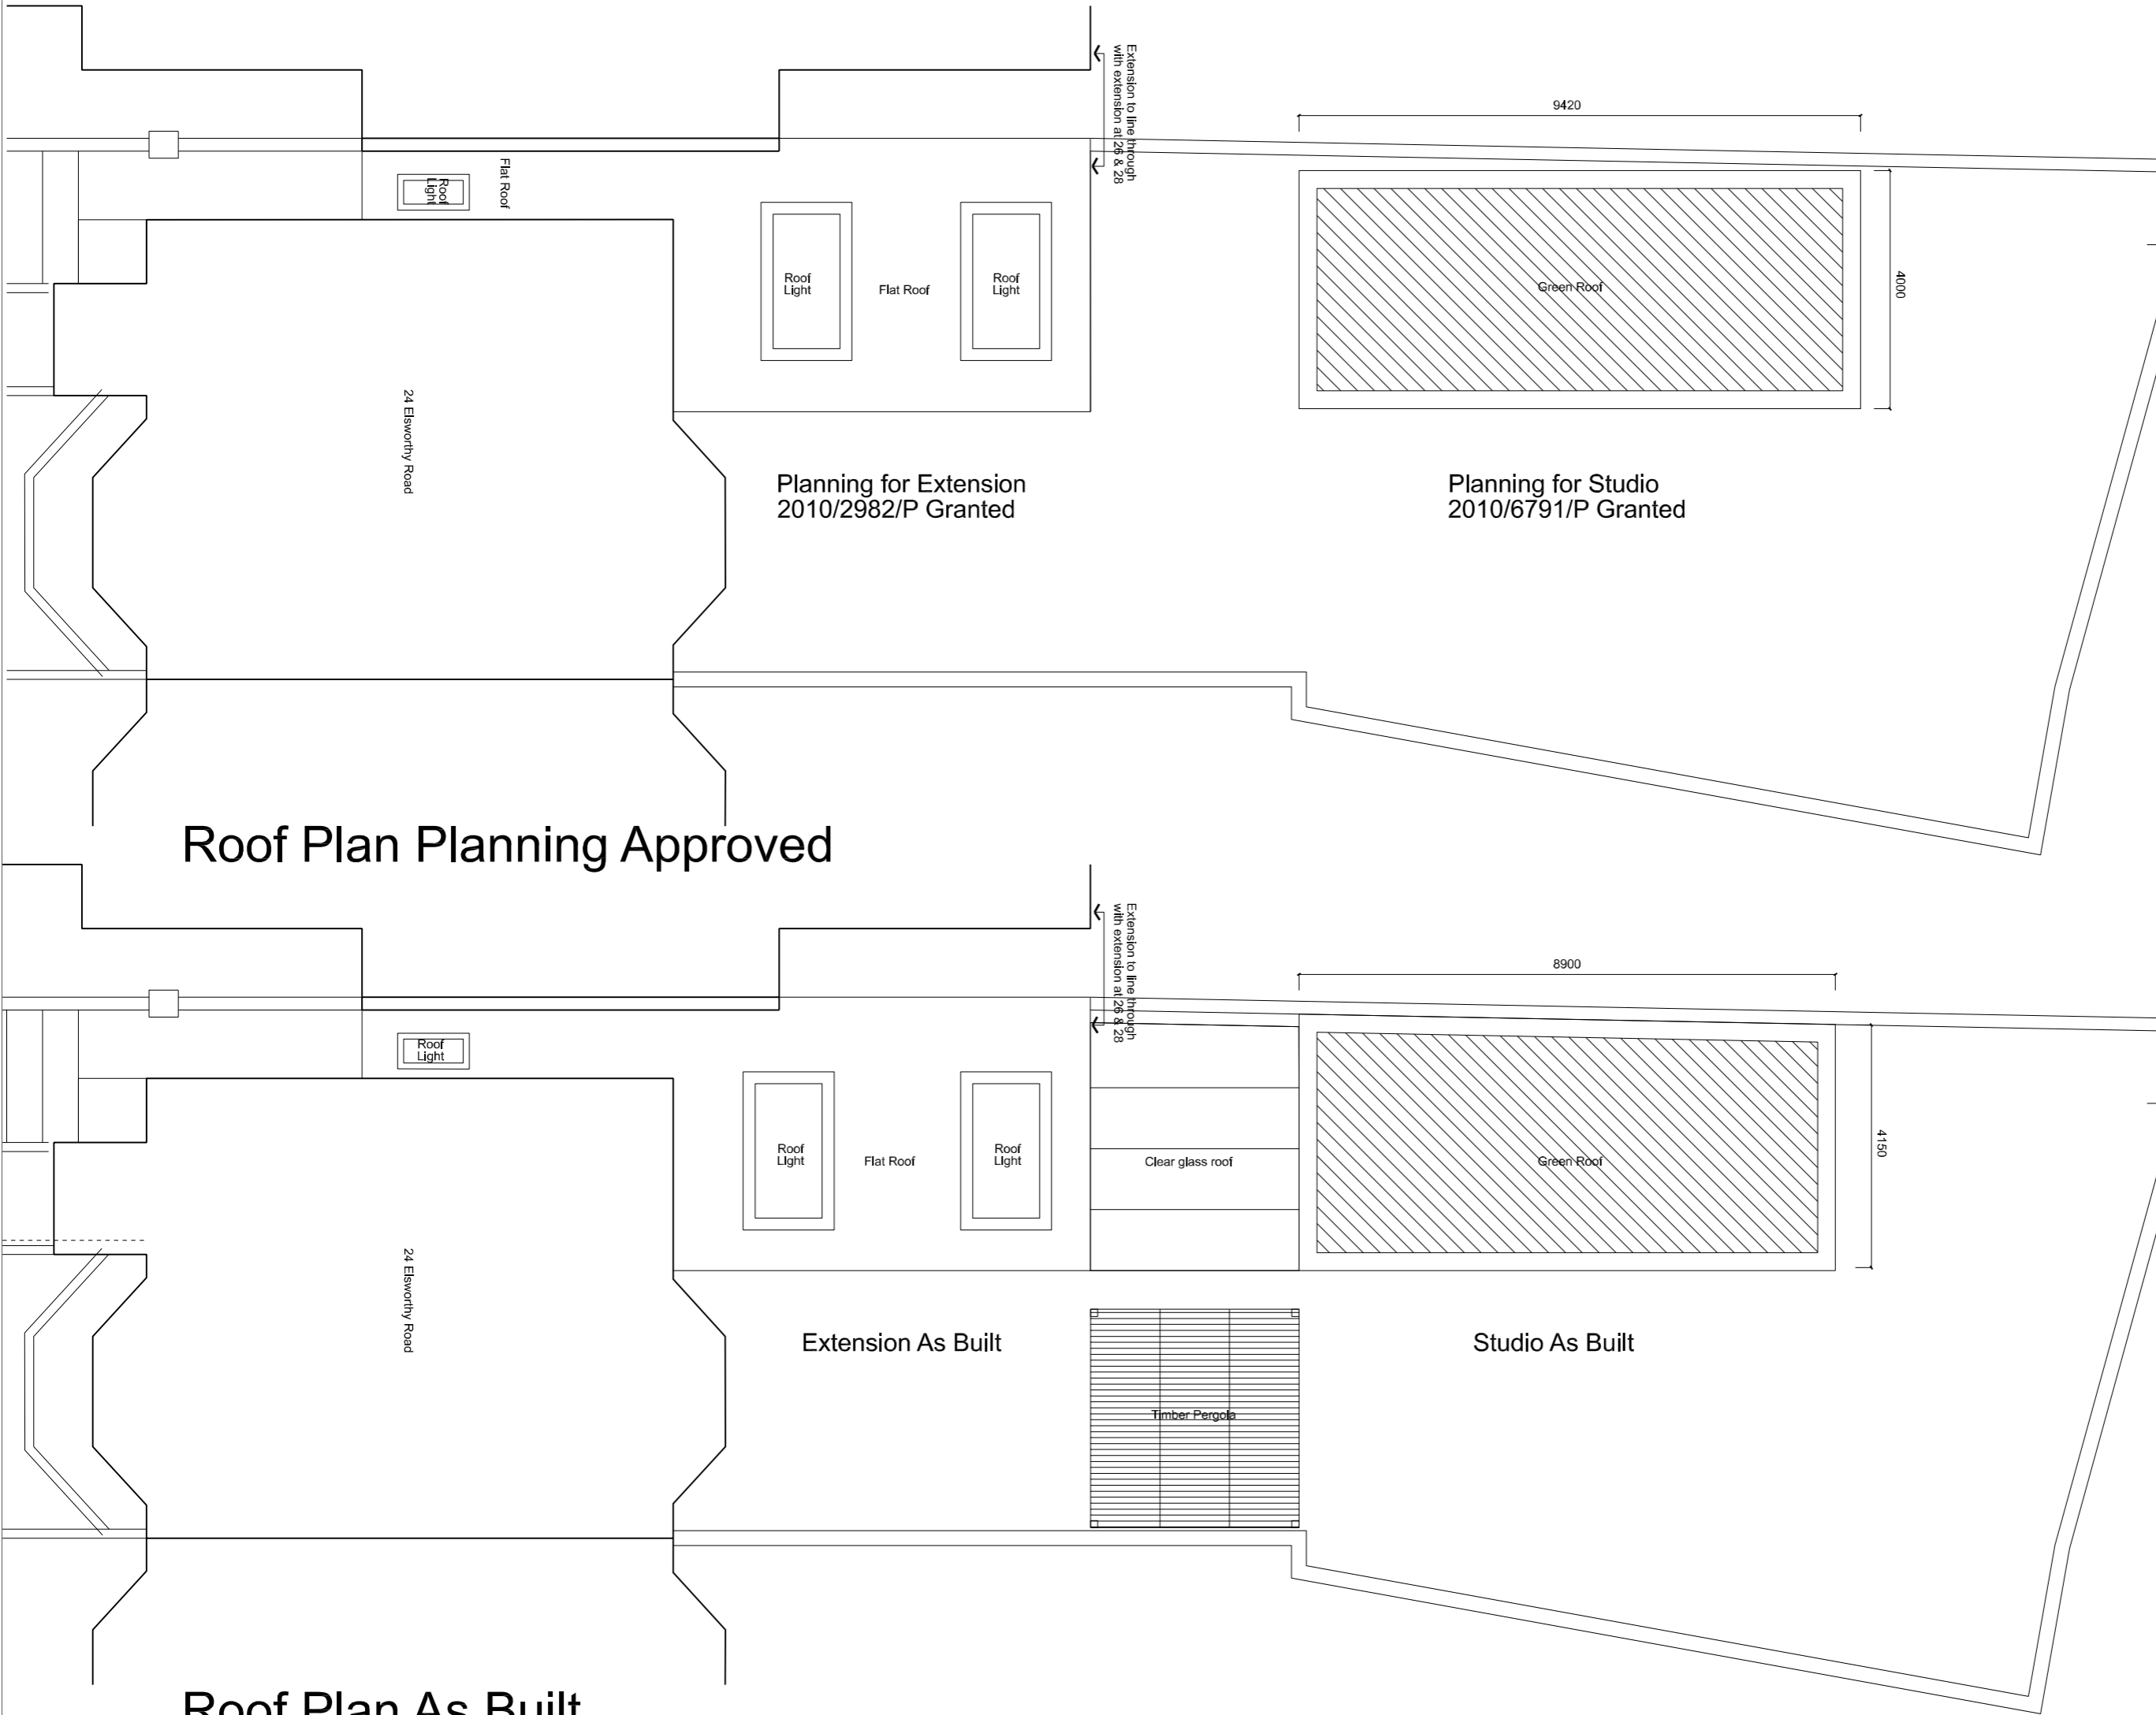 Extension to line through
with extension at 26 & 28
9420
Flat Roof
Roof
Light
Roof
Light
Flat Roof
Roof
Light
Green Roof
4000
24 Elsworthy Road
Planning for Extension
2010/2982/P Granted
Planning for Studio
2010/6791/P Granted
Roof Plan Planning Approved
Extension to line through
with extension at 26 & 28
8900
Roof
Light
Roof
Light
Flat Roof
Roof
Light
Clear glass roof
Green Roof
4150
24 Elsworthy Road
Extension As Built
Studio As Built
Timber Pergola
Roof Plan As Built